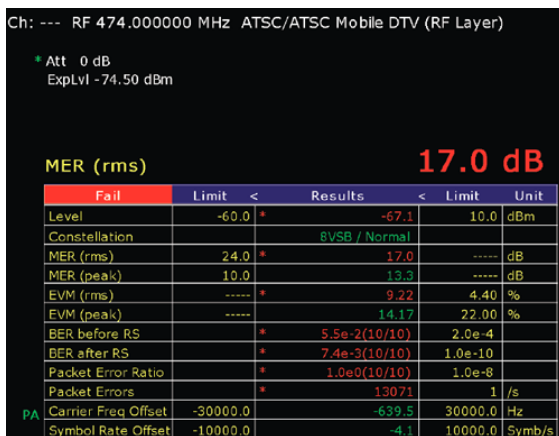 Ch: --- RF 474.000000 MHz ATSC/ATSC Mobile DTV (RF Layer)
* Att 0 dB
ExpLvl -74.50 dBm
MER (rms) 17.0 dB
Fail Limit < Results < Limit Unit
Level -60.0 * -67.1 10.0 dBm
Constellation 8VSB / Normal
MER (rms) 24.0 * 17.0 ----- dB
MER (peak) 10.0 13.3 ----- dB
EVM (rms) ----- * 9.22 4.40 %
EVM (peak) ----- 14.17 22.00 %
BER before RS * 5.5e-2(10/10) 2.0e-4
BER after RS * 7.4e-3(10/10) 1.0e-10
Packet Error Ratio * 1.0e0(10/10) 1.0e-8
Packet Errors * 13071 1 /s
PA Carrier Freq Offset -30000.0 -639.5 30000.0 Hz
Symbol Rate Offset -10000.0 -4.1 10000.0 Symb/s